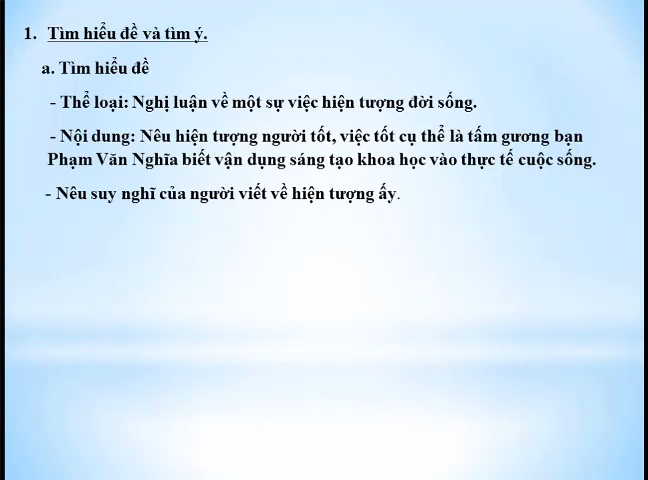 1. Tìm hiểu đề và tìm ý.
a. Tìm hiểu dề
- Thể loại: Nghị luận về một sự việc hiện tượng đời sống.
- Nội dung: Nêu hiện tượng người tốt, việc tốt cụ thể là tấm gương bạn
Phạm Văn Nghĩa biết vận dụng sáng tạo khoa học vào thực tế cuộc sống.
- Nêu suy nghĩ của người viết về hiện tượng ấy.